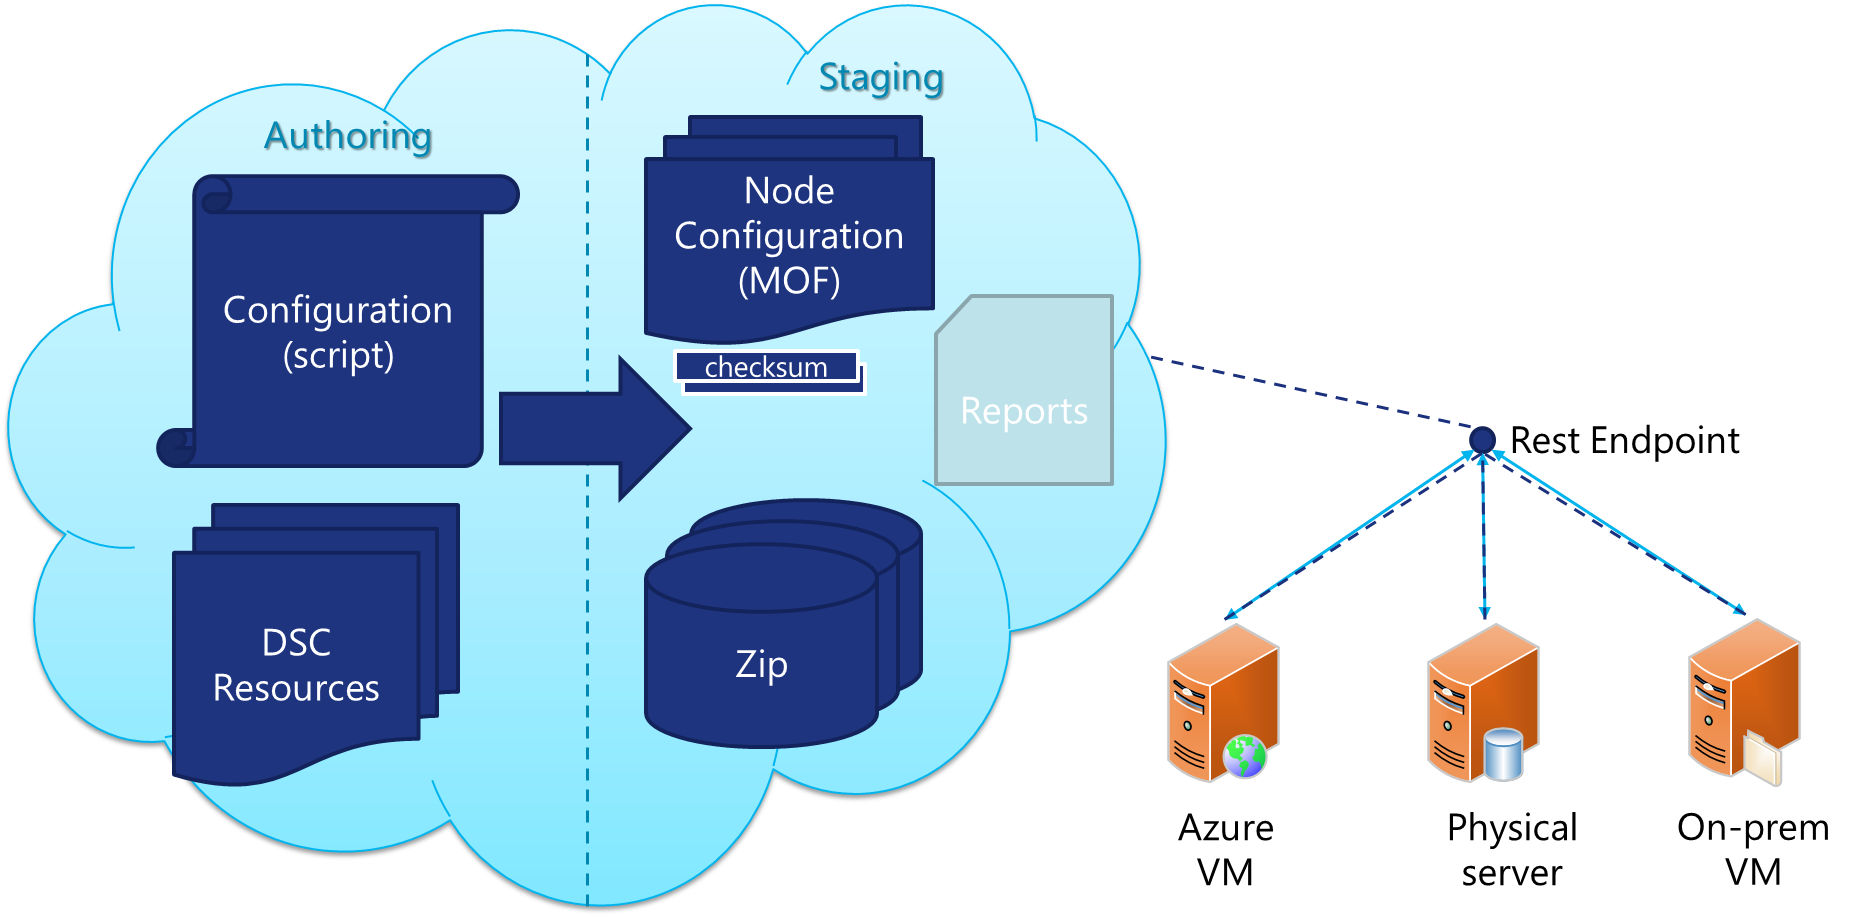 Authoring
Staging
Configuration
(script)
DSC
Resources
Node
Configuration
(MOF)
checksum
Reports
Zip
Rest Endpoint
Azure
VM
Physical
server
On-prem
VM